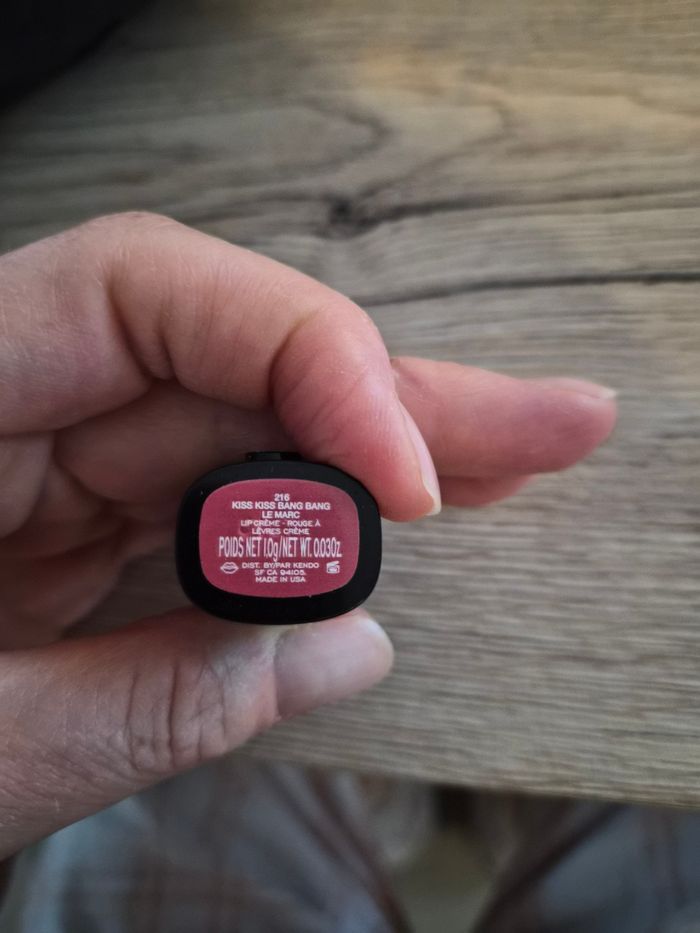 216
KISS KISS BANG BANG
LE MARC
LIP CRÈME - ROUGE À
LÈVRES CRÈME
POIDS NET 1.0g/NET WT. 0.03OZ
DIST. BY/PAR KENDO
SF CA 94105.
MADE IN USA